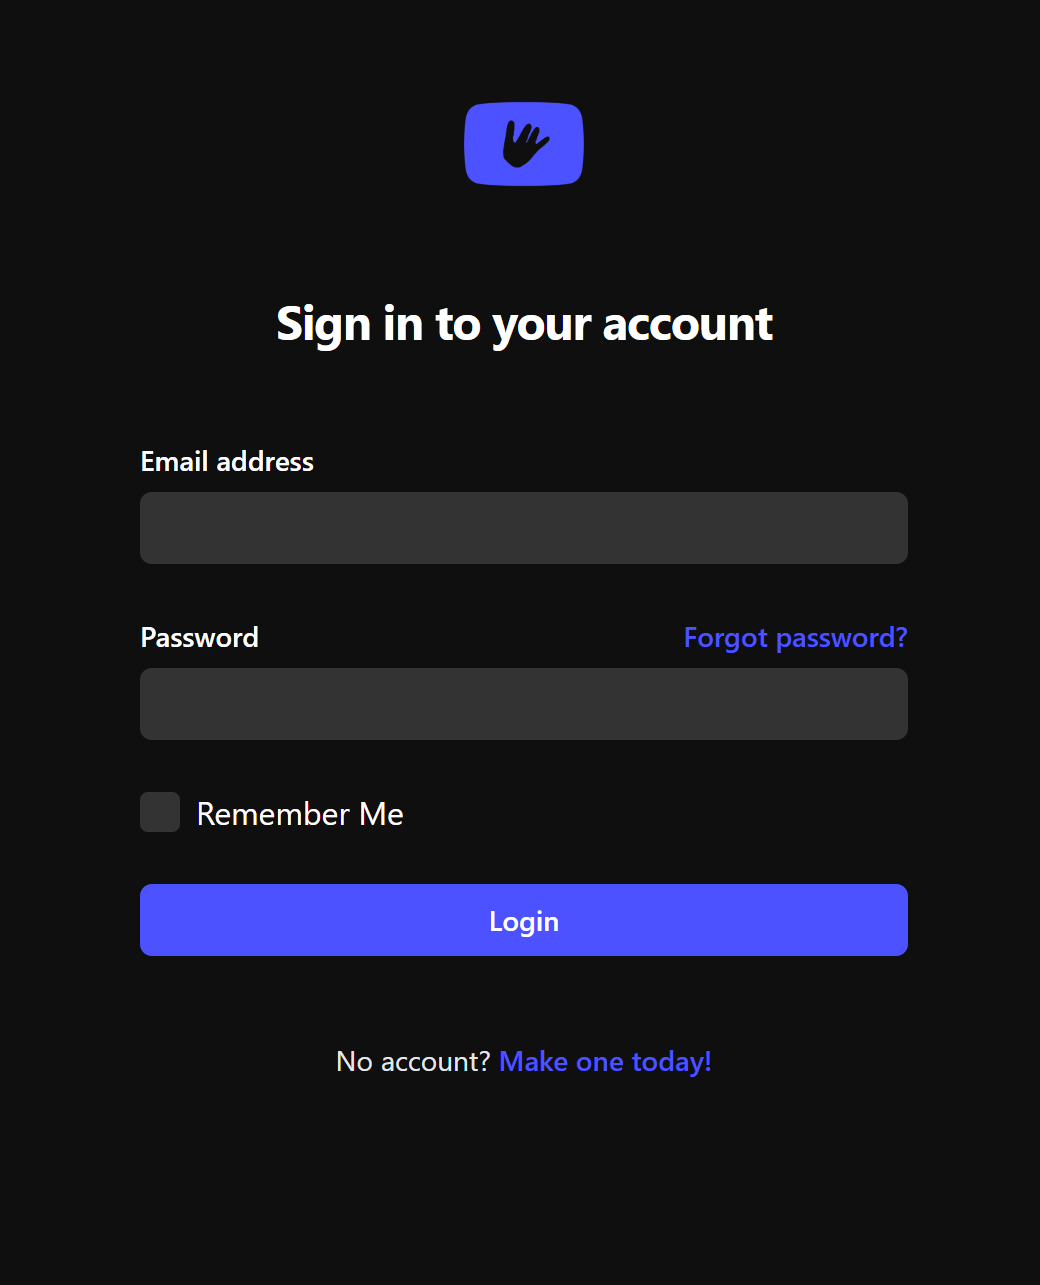 Sign in to your account
Email address
Password Forgot password?
Remember Me
Login
No account? Make one today!